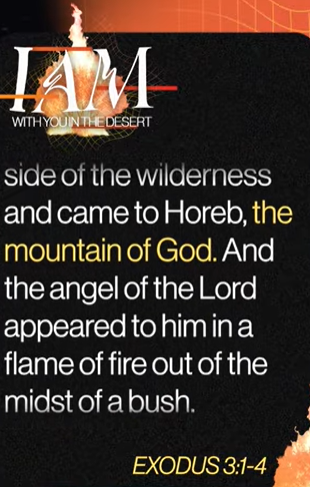 I AM
WITH YOU IN THE DESERT
side of the wilderness
and came to Horeb, the
mountain of God. And
the angel of the Lord
appeared to him in a
flame of fire out of the
midst of a bush.
EXODUS 3:1-4